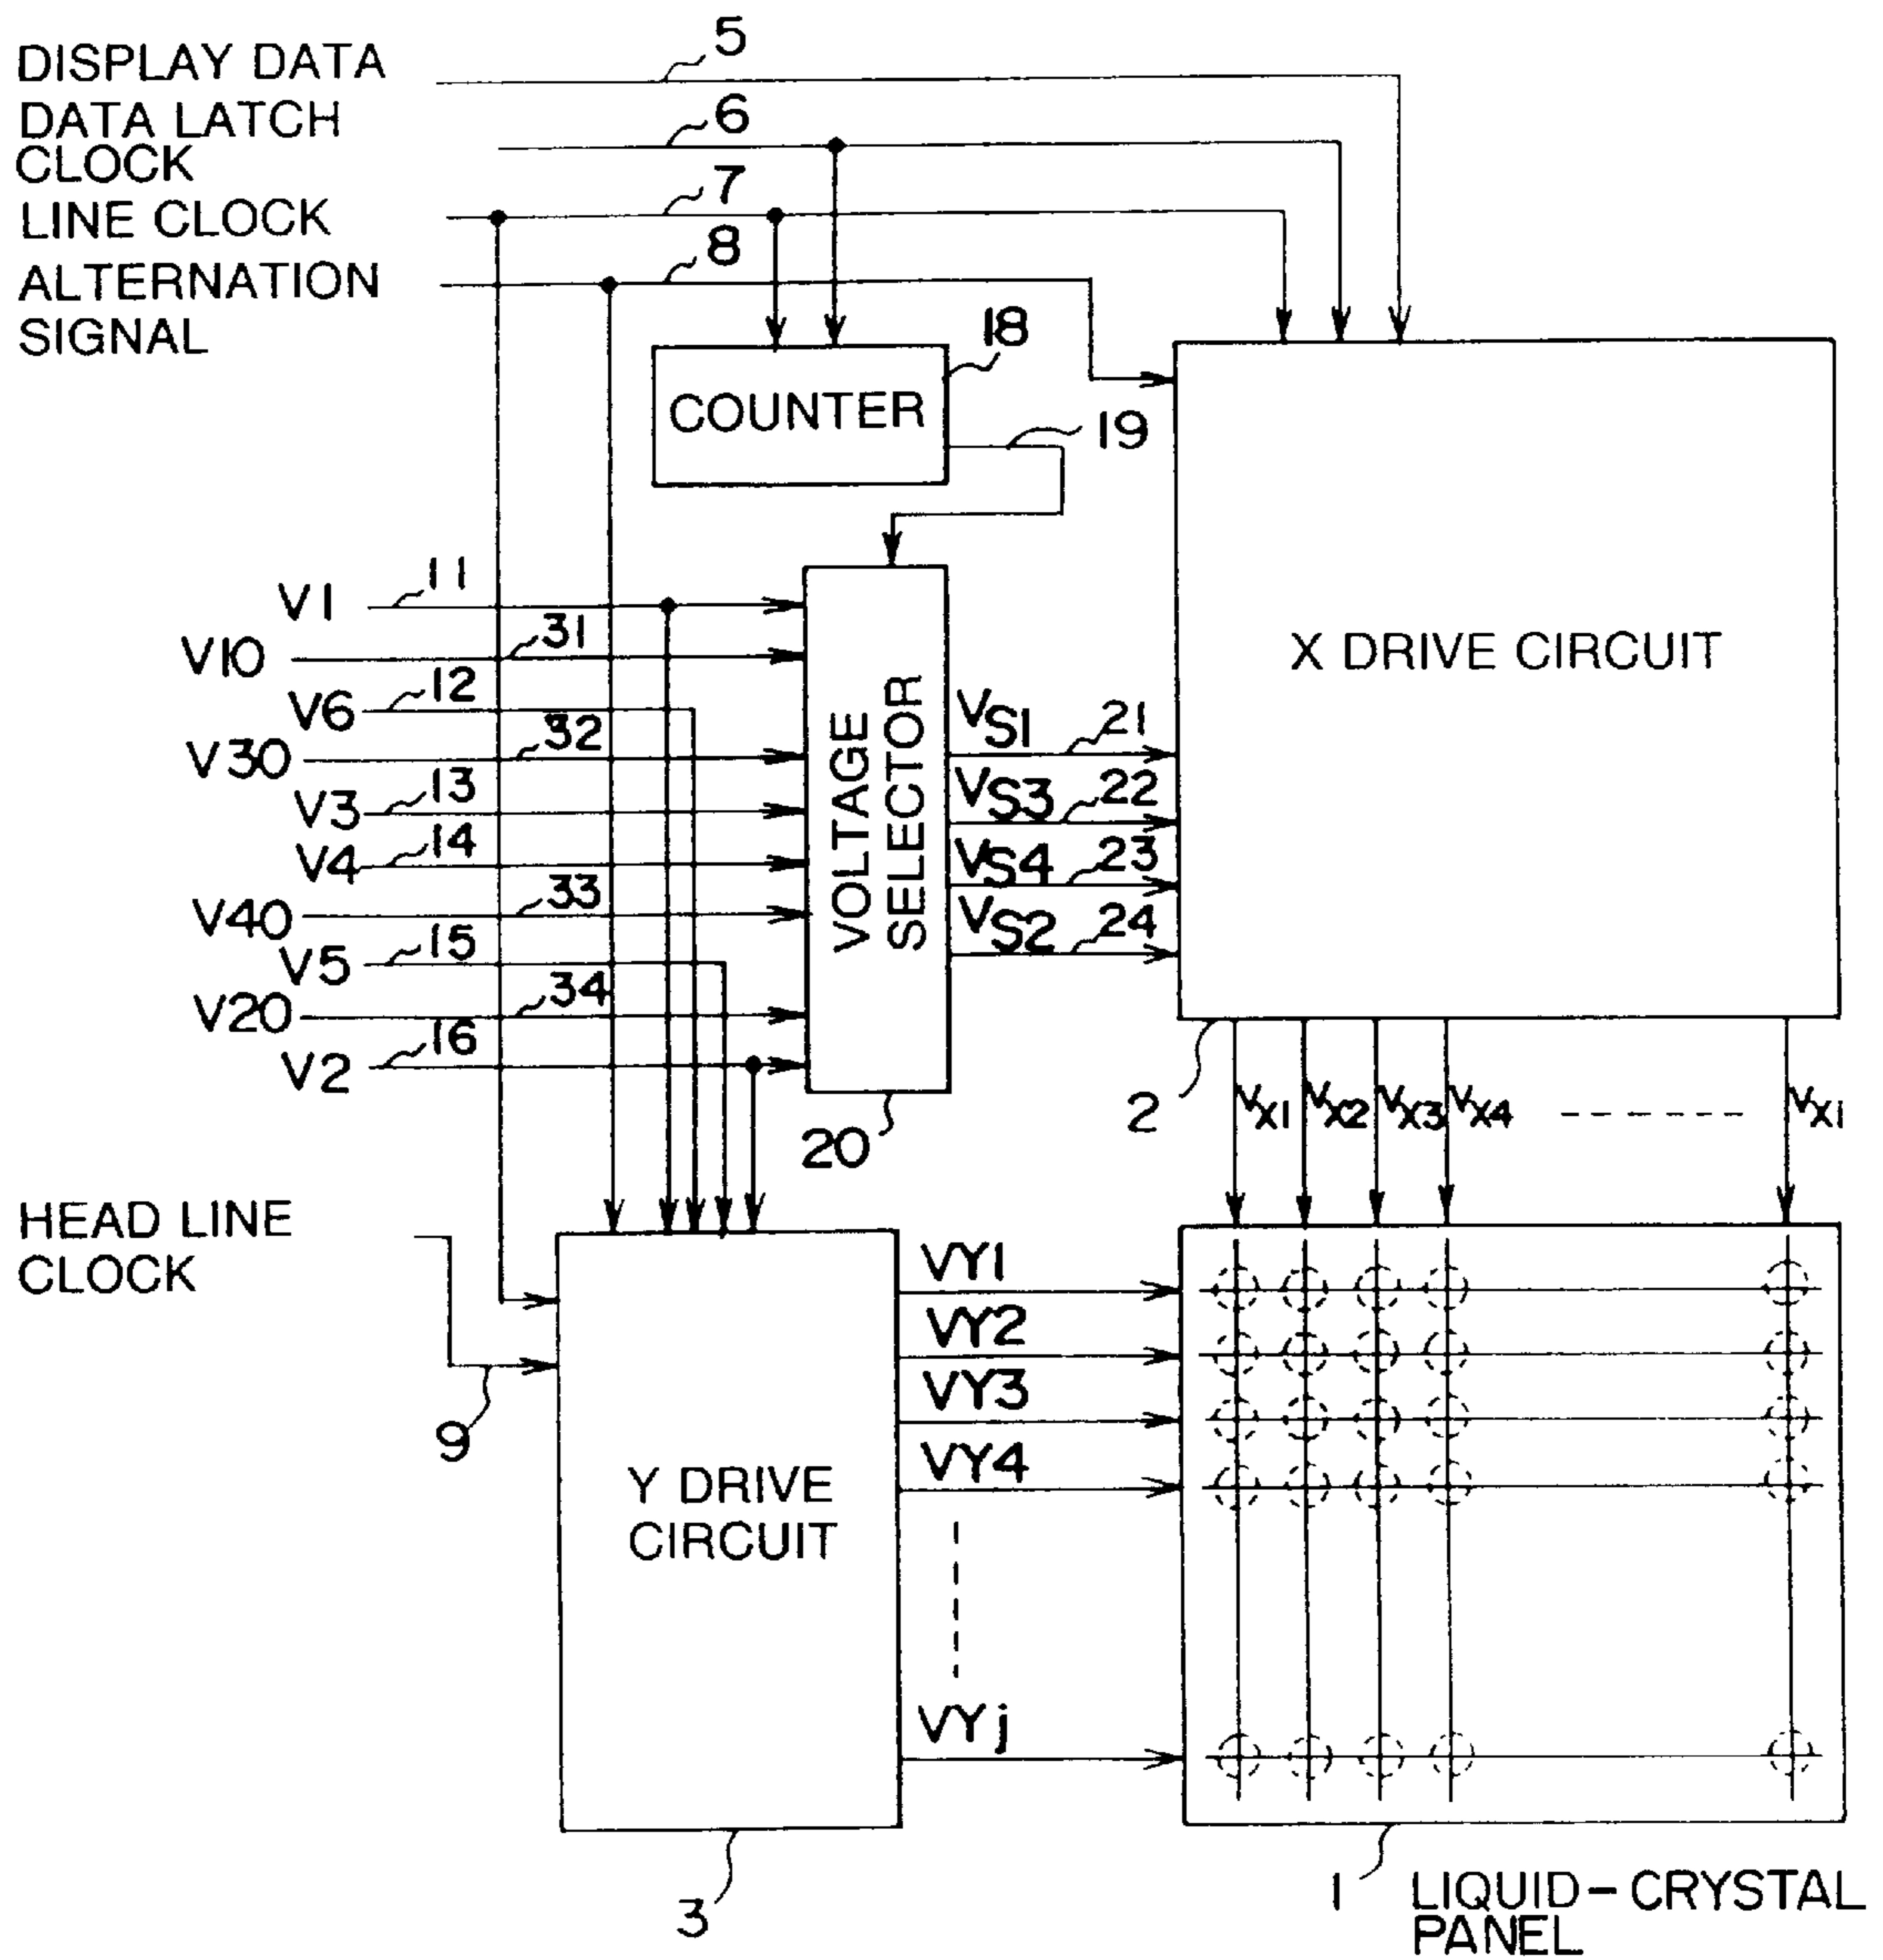 DISPLAY DATA
5
DATA LATCH
CLOCK
6
LINE CLOCK
7
ALTERNATION
SIGNAL
8
18
COUNTER
19
V1
11
V10
31
V6
12
V30
32
V3
13
V4
14
V40
33
V5
15
V20
34
V2
16
VOLTAGE
SELECTOR
20
VS1
21
VS3
22
VS4
23
VS2
24
X DRIVE CIRCUIT
2
VX1
VX2
VX3
VX4
VXi
HEAD LINE
CLOCK
9
Y DRIVE
CIRCUIT
3
VY1
VY2
VY3
VY4
VYj
1
LIQUID-CRYSTAL
PANEL